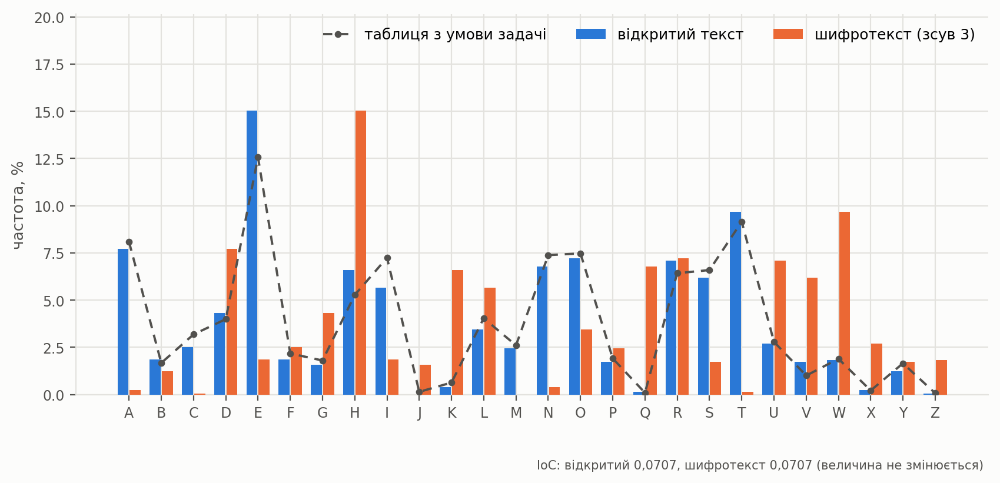 20.0
17.5
15.0
12.5
10.0
7.5
5.0
2.5
0.0
частота, %
таблиця з умови задачі відкритий текст шифротекст (зсув 3)
A B C D E F G H I J K L M N O P Q R S T U V W X Y Z
IoC: відкритий 0,0707, шифротекст 0,0707 (величина не змінюється)